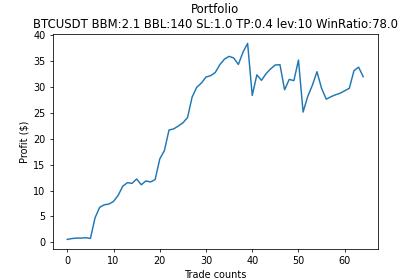 Portfolio
BTCUSDT BBM:2.1 BBL:140 SL:1.0 TP:0.4 lev:10 WinRatio:78.0
40
35
30
25
20
15
10
5
0
Profit ($)
0 10 20 30 40 50 60
Trade counts